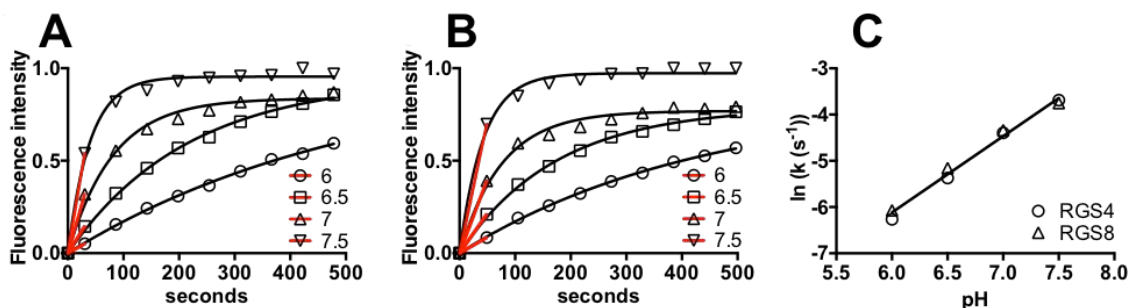 A
Fluorescence intensity
1.0
0.5
0.0
0 100 200 300 400 500
seconds
6
6.5
7
7.5
B
Fluorescence intensity
1.0
0.5
0.0
0 100 200 300 400 500
seconds
6
6.5
7
7.5
C
ln (k (s⁻¹))
-3
-4
-5
-6
-7
5.5 6.0 6.5 7.0 7.5 8.0
pH
RGS4
RGS8